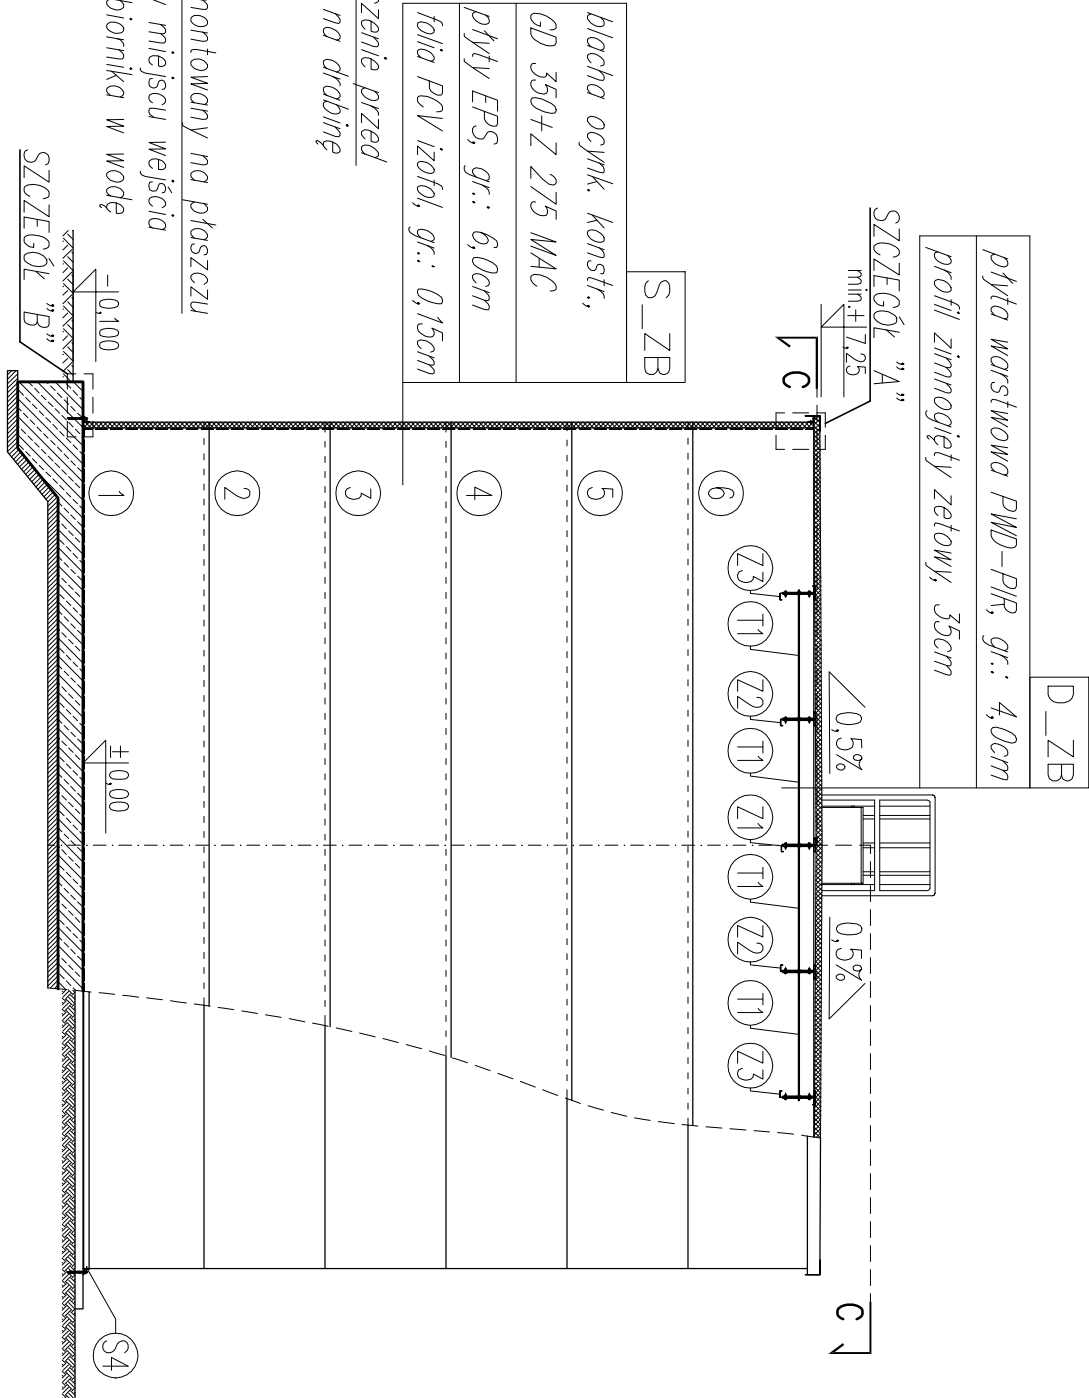 D_ZB
płyta warstwowa PWD-PIR, gr.: 4,0cm
profil zimnogięty zetowy, 35cm
SZCZEGÓŁ "A"
min.+7,25
C
C
0,5%
0,5%
S_ZB
blacha ocynk. konstr.,
GD 350+Z 275 MAC
płyty EPS, gr.: 6,0cm
folia PCV izofol, gr.: 0,15cm
Z3
T1
Z2
T1
Z1
T1
Z2
T1
Z3
6
5
4
3
2
1
na drabinę
miejscu wejścia
w wodę
na płaszczu
przed
±0,00
-0,100
SZCZEGÓŁ "B"
S4